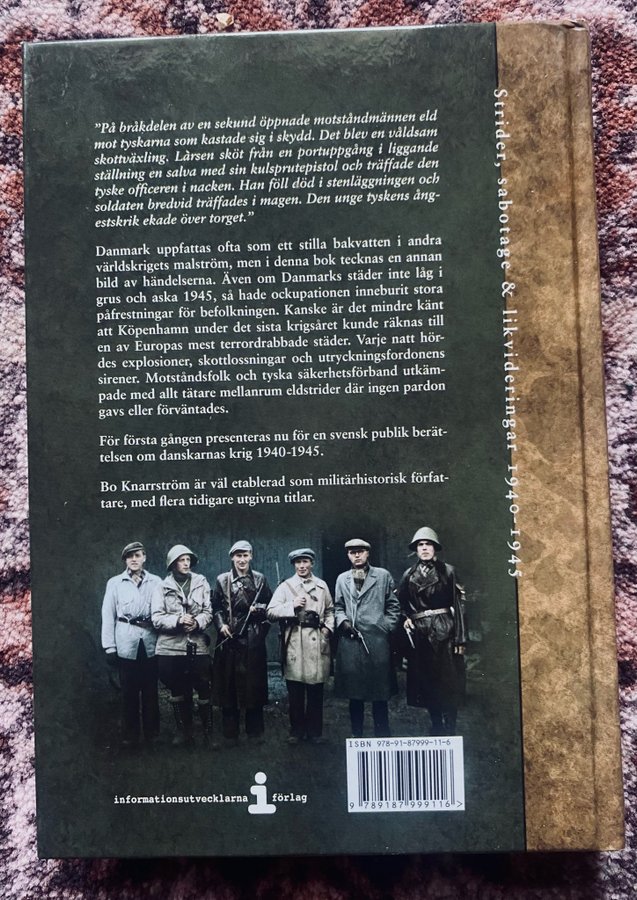 "På bråkdelen av en sekund öppnade motståndmännen eld
mot tyskarna som kastade sig i skydd. Det blev en våldsam
skottväxling. Lårsen sköt från en portuppgång i liggande
ställning en salva med sin kulsprutepistol och träffade den
tyske officeren i nacken. Han föll död i stenläggningen och
soldaten bredvid träffades i magen. Den unge tyskens ång-
estskrik ekade över torget."
Danmark uppfattas ofta som ett stilla bakvatten i andra
världskrigets malström, men i denna bok tecknas en annan
bild av händelserna. Även om Danmarks städer inte låg i
grus och aska 1945, så hade ockupationen inneburit stora
påfrestningar för befolkningen. Kanske är det mindre känt
att Köpenhamn under det sista krigsåret kunde räknas till
en av Europas mest terrordrabbade städer. Varje natt hör-
des explosioner, skottlossningar och utryckningsfordonens
sirener. Motståndsfolk och tyska säkerhetsförband utkäm-
pade med allt tätare mellanrum eldstrider där ingen pardon
gavs eller förväntades.
För första gången presenteras nu för en svensk publik berät-
telsen om danskarnas krig 1940-1945.
Bo Knarrström är väl etablerad som militärhistorisk förfat-
tare, med flera tidigare utgivna titlar.
Strider, sabotage & likvideringar 1940-1945
ISBN 978-91-87999-11-6
9 789187 999116 >
informationsutvecklarna i förlag